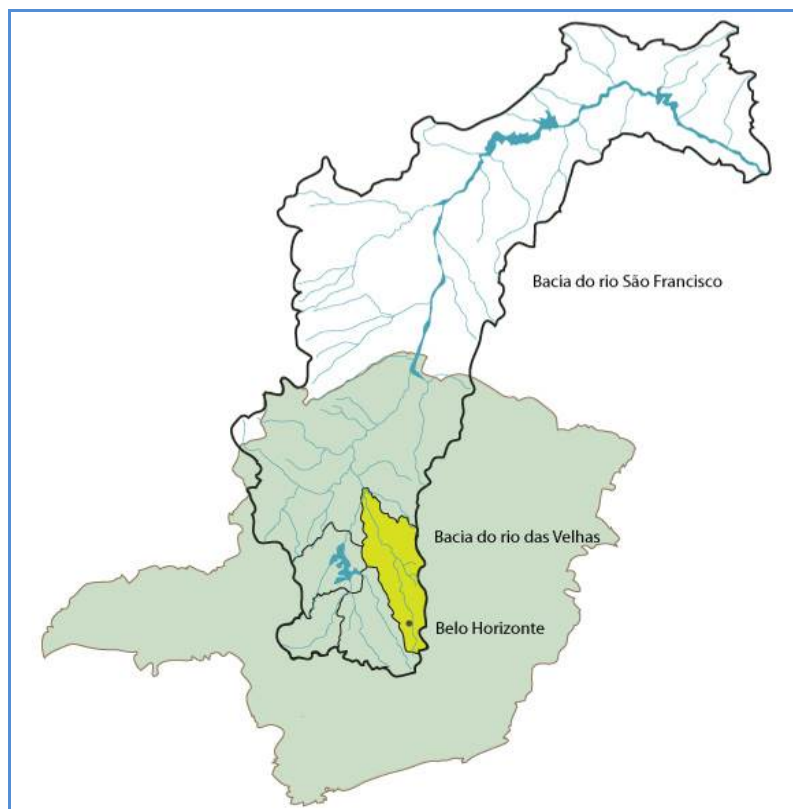 Bacia do rio São Francisco
Bacia do rio das Velhas
Belo Horizonte